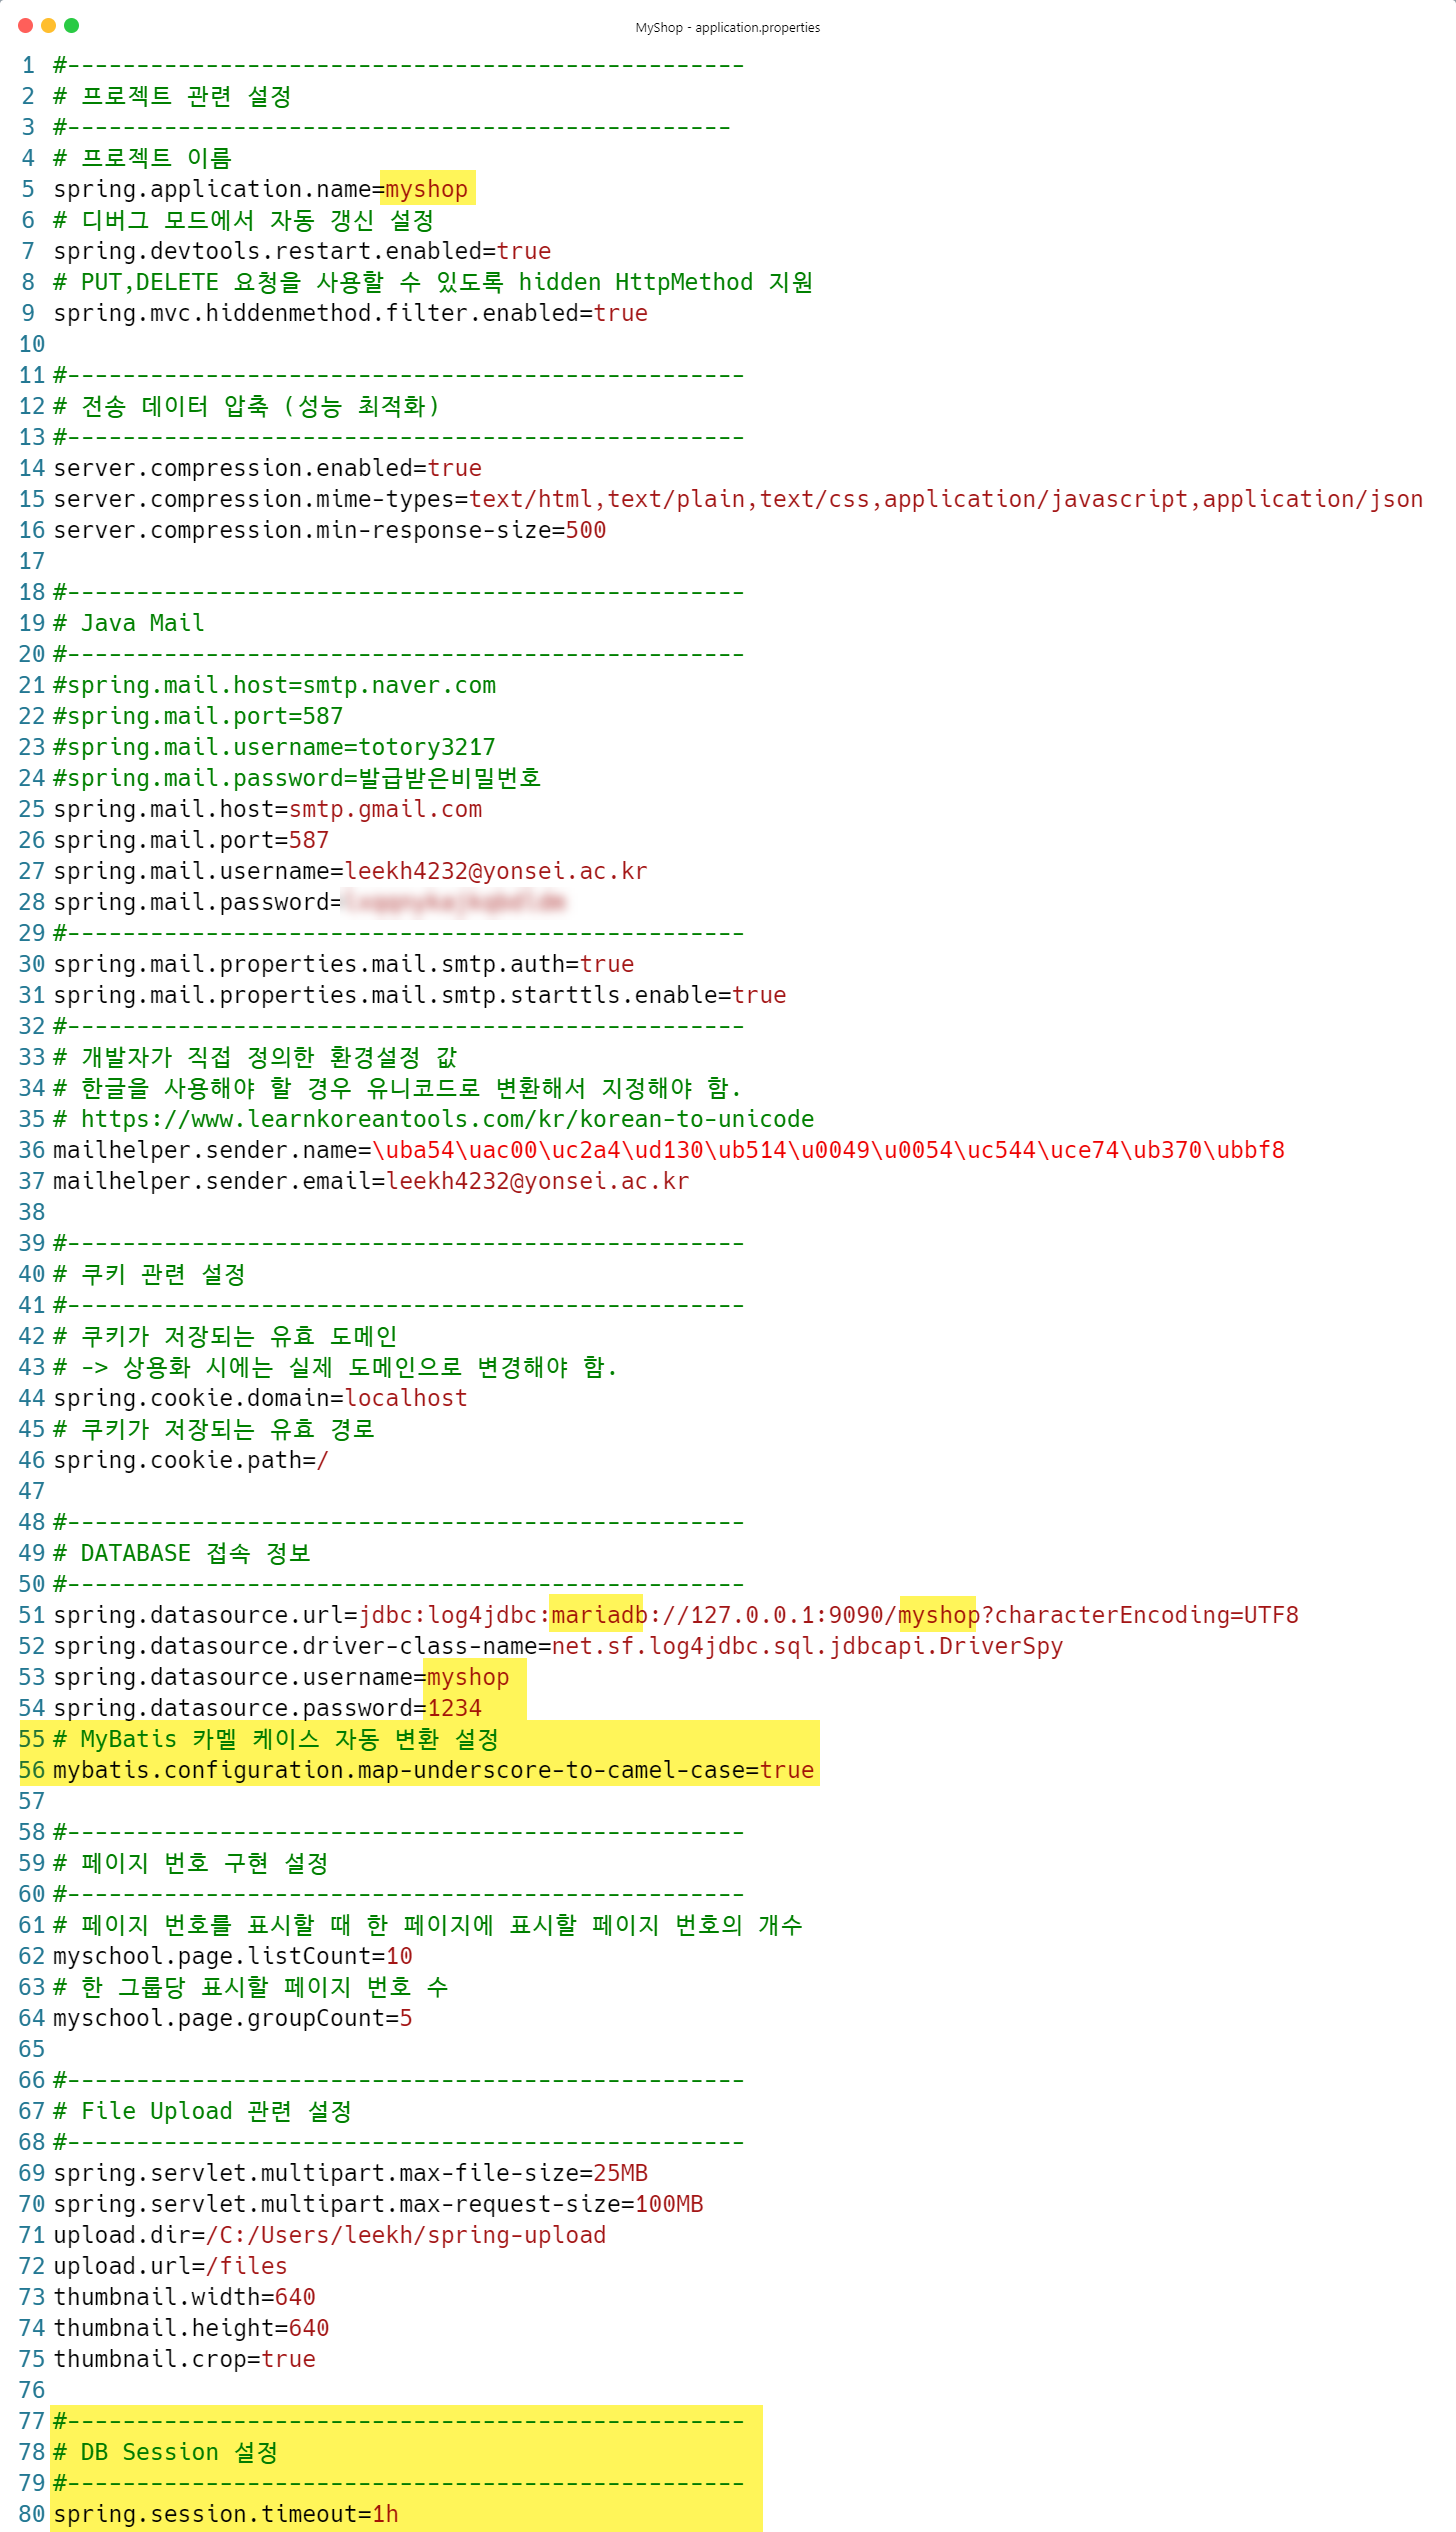 MyShop - application.properties
1 #-------------------------------------------------
2 # 프로젝트 관련 설정
3 #------------------------------------------------
4 # 프로젝트 이름
5 spring.application.name=myshop
6 # 디버그 모드에서 자동 갱신 설정
7 spring.devtools.restart.enabled=true
8 # PUT,DELETE 요청을 사용할 수 있도록 hidden HttpMethod 지원
9 spring.mvc.hiddenmethod.filter.enabled=true
10
11 #-------------------------------------------------
12 # 전송 데이터 압축 (성능 최적화)
13 #-------------------------------------------------
14 server.compression.enabled=true
15 server.compression.mime-types=text/html,text/plain,text/css,application/javascript,application/json
16 server.compression.min-response-size=500
17
18 #-------------------------------------------------
19 # Java Mail
20 #-------------------------------------------------
21 #spring.mail.host=smtp.naver.com
22 #spring.mail.port=587
23 #spring.mail.username=totory3217
24 #spring.mail.password=발급받은비밀번호
25 spring.mail.host=smtp.gmail.com
26 spring.mail.port=587
27 spring.mail.username=leekh4232@yonsei.ac.kr
28 spring.mail.password=
29 #-------------------------------------------------
30 spring.mail.properties.mail.smtp.auth=true
31 spring.mail.properties.mail.smtp.starttls.enable=true
32 #-------------------------------------------------
33 # 개발자가 직접 정의한 환경설정 값
34 # 한글을 사용해야 할 경우 유니코드로 변환해서 지정해야 함.
35 # https://www.learnkoreantools.com/kr/korean-to-unicode
36 mailhelper.sender.name=\uba54\uac00\uc2a4\ud130\ub514\u0049\u0054\uc544\uce74\ub370\ubbf8
37 mailhelper.sender.email=leekh4232@yonsei.ac.kr
38
39 #-------------------------------------------------
40 # 쿠키 관련 설정
41 #-------------------------------------------------
42 # 쿠키가 저장되는 유효 도메인
43 # -> 상용화 시에는 실제 도메인으로 변경해야 함.
44 spring.cookie.domain=localhost
45 # 쿠키가 저장되는 유효 경로
46 spring.cookie.path=/
47
48 #-------------------------------------------------
49 # DATABASE 접속 정보
50 #-------------------------------------------------
51 spring.datasource.url=jdbc:log4jdbc:mariadb://127.0.0.1:9090/myshop?characterEncoding=UTF8
52 spring.datasource.driver-class-name=net.sf.log4jdbc.sql.jdbcapi.DriverSpy
53 spring.datasource.username=myshop
54 spring.datasource.password=1234
55 # MyBatis 카멜 케이스 자동 변환 설정
56 mybatis.configuration.map-underscore-to-camel-case=true
57
58 #-------------------------------------------------
59 # 페이지 번호 구현 설정
60 #-------------------------------------------------
61 # 페이지 번호를 표시할 때 한 페이지에 표시할 페이지 번호의 개수
62 myschool.page.listCount=10
63 # 한 그룹당 표시할 페이지 번호 수
64 myschool.page.groupCount=5
65
66 #-------------------------------------------------
67 # File Upload 관련 설정
68 #-------------------------------------------------
69 spring.servlet.multipart.max-file-size=25MB
70 spring.servlet.multipart.max-request-size=100MB
71 upload.dir=/C:/Users/leekh/spring-upload
72 upload.url=/files
73 thumbnail.width=640
74 thumbnail.height=640
75 thumbnail.crop=true
76
77 #-------------------------------------------------
78 # DB Session 설정
79 #-------------------------------------------------
80 spring.session.timeout=1h